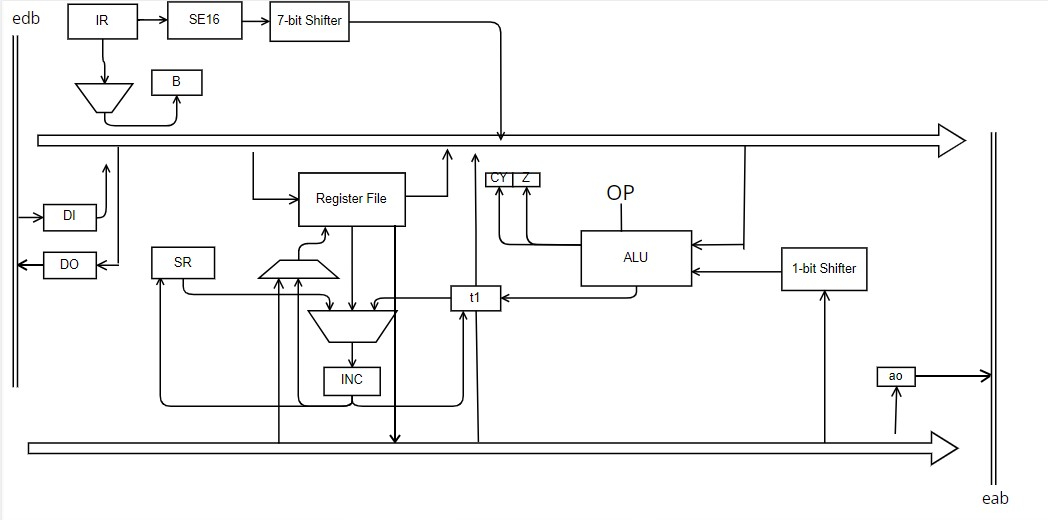 edb
IR
SE16
7-bit Shifter
B
CY
Z
OP
Register File
DI
DO
SR
ALU
1-bit Shifter
t1
INC
ao
eab